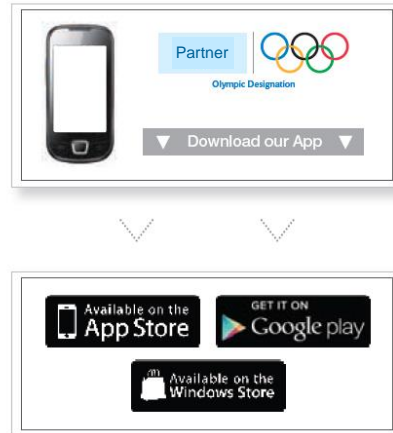 Partner
Olympic Designation
▼ Download our App ▼
Available on the
App Store
GET IT ON
Google play
Available on the
Windows Store